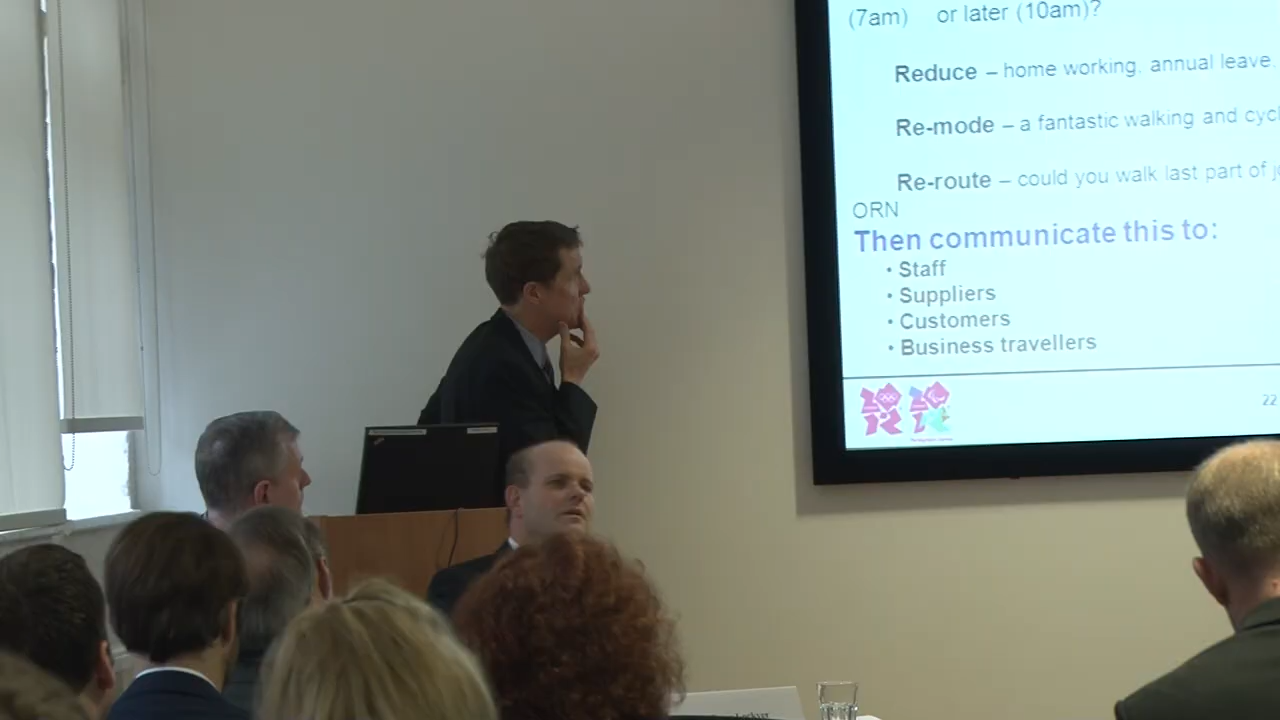 (7am) or later (10am)?
Reduce – home working, annual leave,
Re-mode – a fantastic walking and
Re-route – could you walk last part of
ORN
Then communicate this to:
• Staff
• Suppliers
• Customers
• Business travellers
22